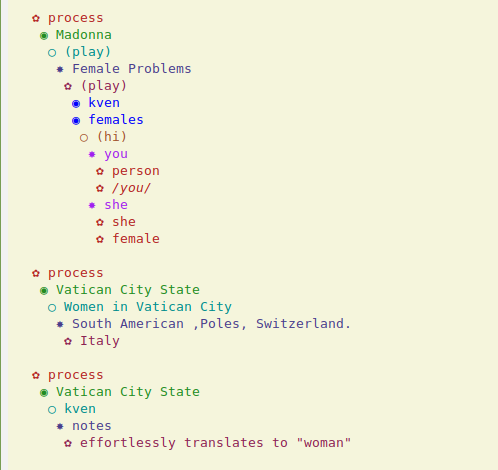 process
Madonna
(play)
Female Problems
(play)
kven
females
(hi)
you
person
/you/
she
she
female
process
Vatican City State
Women in Vatican City
South American ,Poles, Switzerland.
Italy
process
Vatican City State
kven
notes
effortlessly translates to "woman"